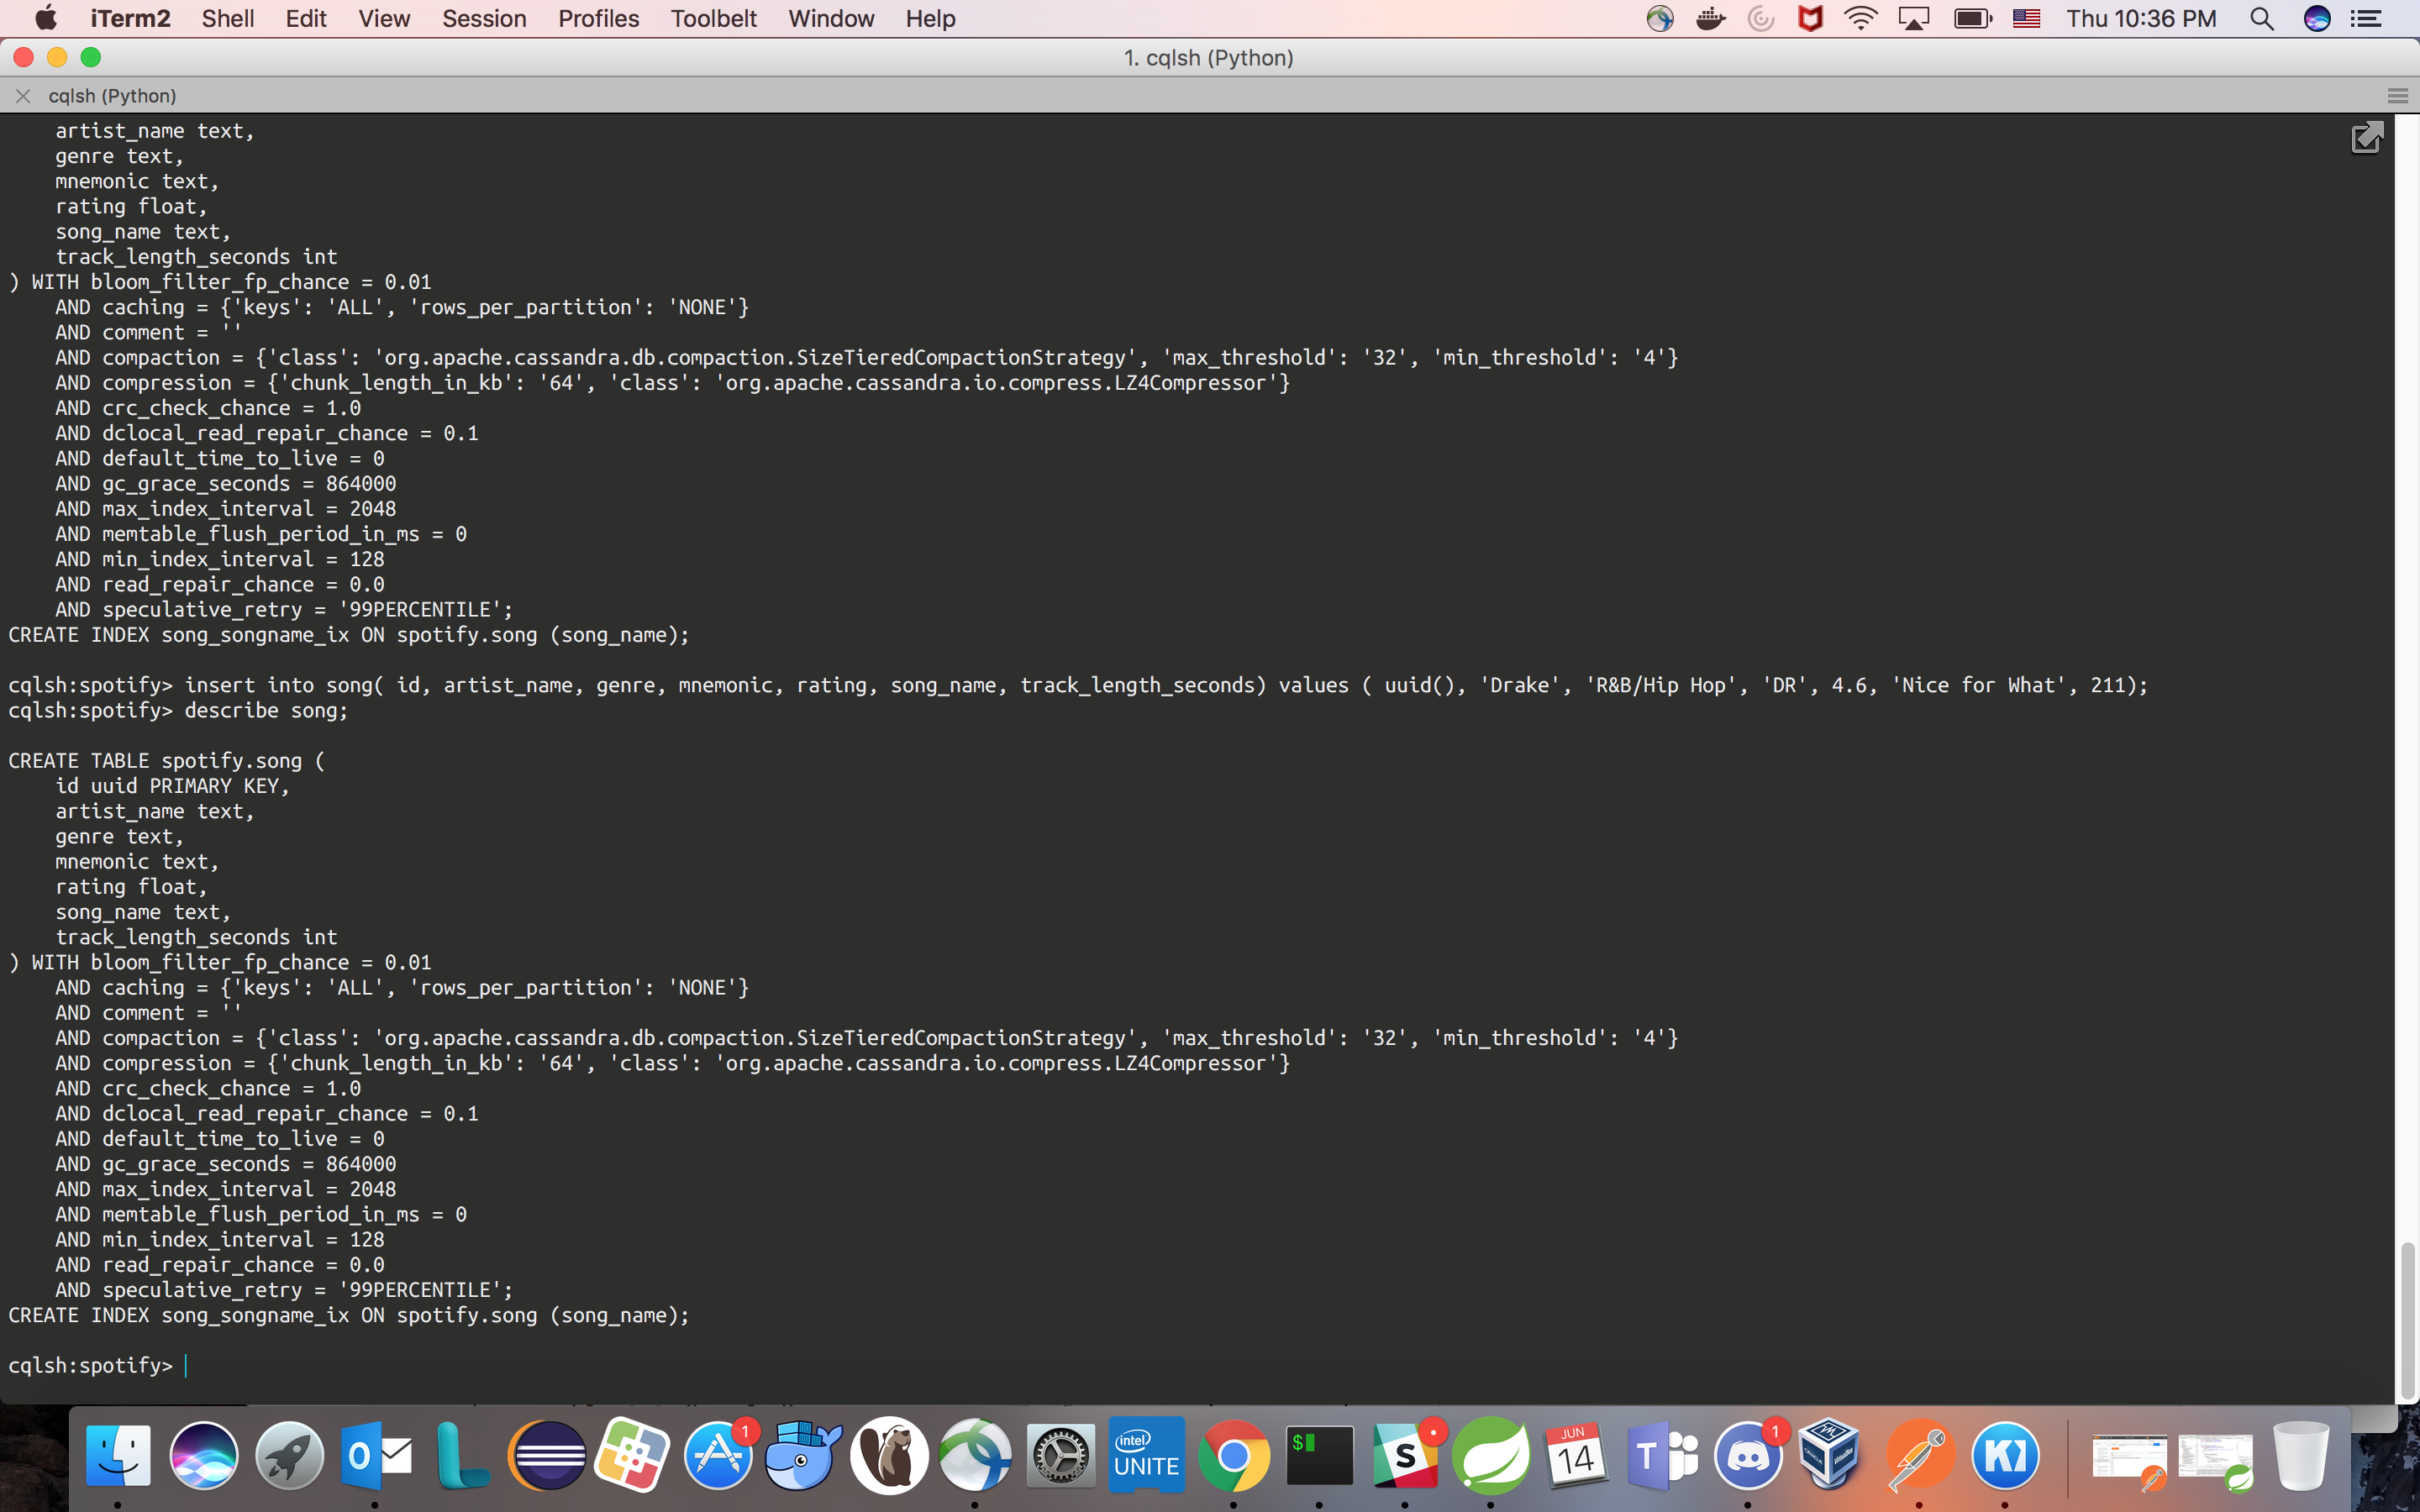 iTerm2 Shell Edit View Session Profiles Toolbelt Window Help Thu 10:36 PM
1. cqlsh (Python)
cqlsh (Python)
    artist_name text,
    genre text,
    mnemonic text,
    rating float,
    song_name text,
    track_length_seconds int
) WITH bloom_filter_fp_chance = 0.01
    AND caching = {'keys': 'ALL', 'rows_per_partition': 'NONE'}
    AND comment = ''
    AND compaction = {'class': 'org.apache.cassandra.db.compaction.SizeTieredCompactionStrategy', 'max_threshold': '32', 'min_threshold': '4'}
    AND compression = {'chunk_length_in_kb': '64', 'class': 'org.apache.cassandra.io.compress.LZ4Compressor'}
    AND crc_check_chance = 1.0
    AND dclocal_read_repair_chance = 0.1
    AND default_time_to_live = 0
    AND gc_grace_seconds = 864000
    AND max_index_interval = 2048
    AND memtable_flush_period_in_ms = 0
    AND min_index_interval = 128
    AND read_repair_chance = 0.0
    AND speculative_retry = '99PERCENTILE';
CREATE INDEX song_songname_ix ON spotify.song (song_name);
cqlsh:spotify> insert into song( id, artist_name, genre, mnemonic, rating, song_name, track_length_seconds) values ( uuid(), 'Drake', 'R&B/Hip Hop', 'DR', 4.6, 'Nice for What', 211);
cqlsh:spotify> describe song;
CREATE TABLE spotify.song (
    id uuid PRIMARY KEY,
    artist_name text,
    genre text,
    mnemonic text,
    rating float,
    song_name text,
    track_length_seconds int
) WITH bloom_filter_fp_chance = 0.01
    AND caching = {'keys': 'ALL', 'rows_per_partition': 'NONE'}
    AND comment = ''
    AND compaction = {'class': 'org.apache.cassandra.db.compaction.SizeTieredCompactionStrategy', 'max_threshold': '32', 'min_threshold': '4'}
    AND compression = {'chunk_length_in_kb': '64', 'class': 'org.apache.cassandra.io.compress.LZ4Compressor'}
    AND crc_check_chance = 1.0
    AND dclocal_read_repair_chance = 0.1
    AND default_time_to_live = 0
    AND gc_grace_seconds = 864000
    AND max_index_interval = 2048
    AND memtable_flush_period_in_ms = 0
    AND min_index_interval = 128
    AND read_repair_chance = 0.0
    AND speculative_retry = '99PERCENTILE';
CREATE INDEX song_songname_ix ON spotify.song (song_name);
cqlsh:spotify>
1 1
intel UNITE
$
S
JUN
14
T
KI